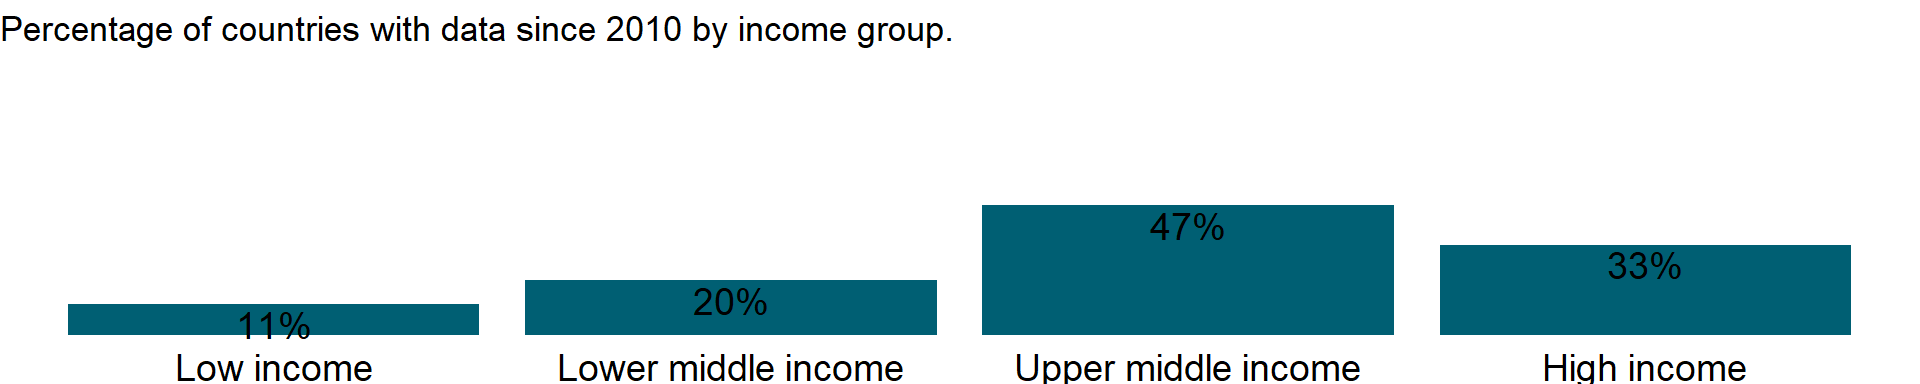 Percentage of countries with data since 2010 by income group.
47%
33%
20%
11%
Low income Lower middle income Upper middle income High income